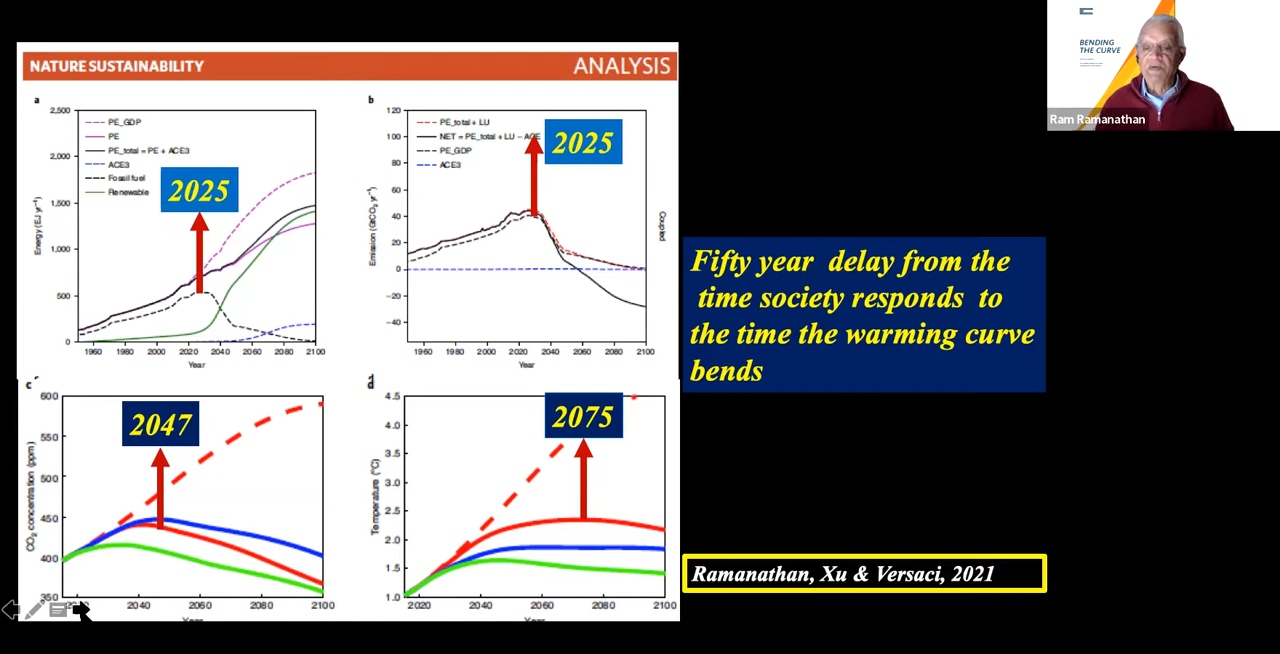 NATURE SUSTAINABILITY
ANALYSIS
a
2,500
2,000
1,500
1,000
500
0
Energy (EJ yr⁻¹)
PE_GDP
PE
PE_total = PE + ACE3
ACE3
Fossil fuel
Renewable
2025
1960
1980
2000
2020
2040
2060
2080
2100
Year
b
120
100
80
60
40
20
0
−20
−40
Emission (GtCO₂ yr⁻¹)
PE_total + LU
NET = PE_total + LU − ACE
PE_GDP
ACE3
2025
Coupled
1960
1980
2000
2020
2040
2060
2080
2100
Year
c
600
550
500
450
400
350
CO₂ concentration (ppm)
2047
2040
2060
2080
2100
Year
d
4.5
4.0
3.5
3.0
2.5
2.0
1.5
1.0
Temperature (°C)
2075
2020
2040
2060
2080
2100
Year
Fifty year delay from the
time society responds to
the time the warming curve
bends
Ramanathan, Xu & Versaci, 2021
BENDING
THE CURVE
Ram Ramanathan